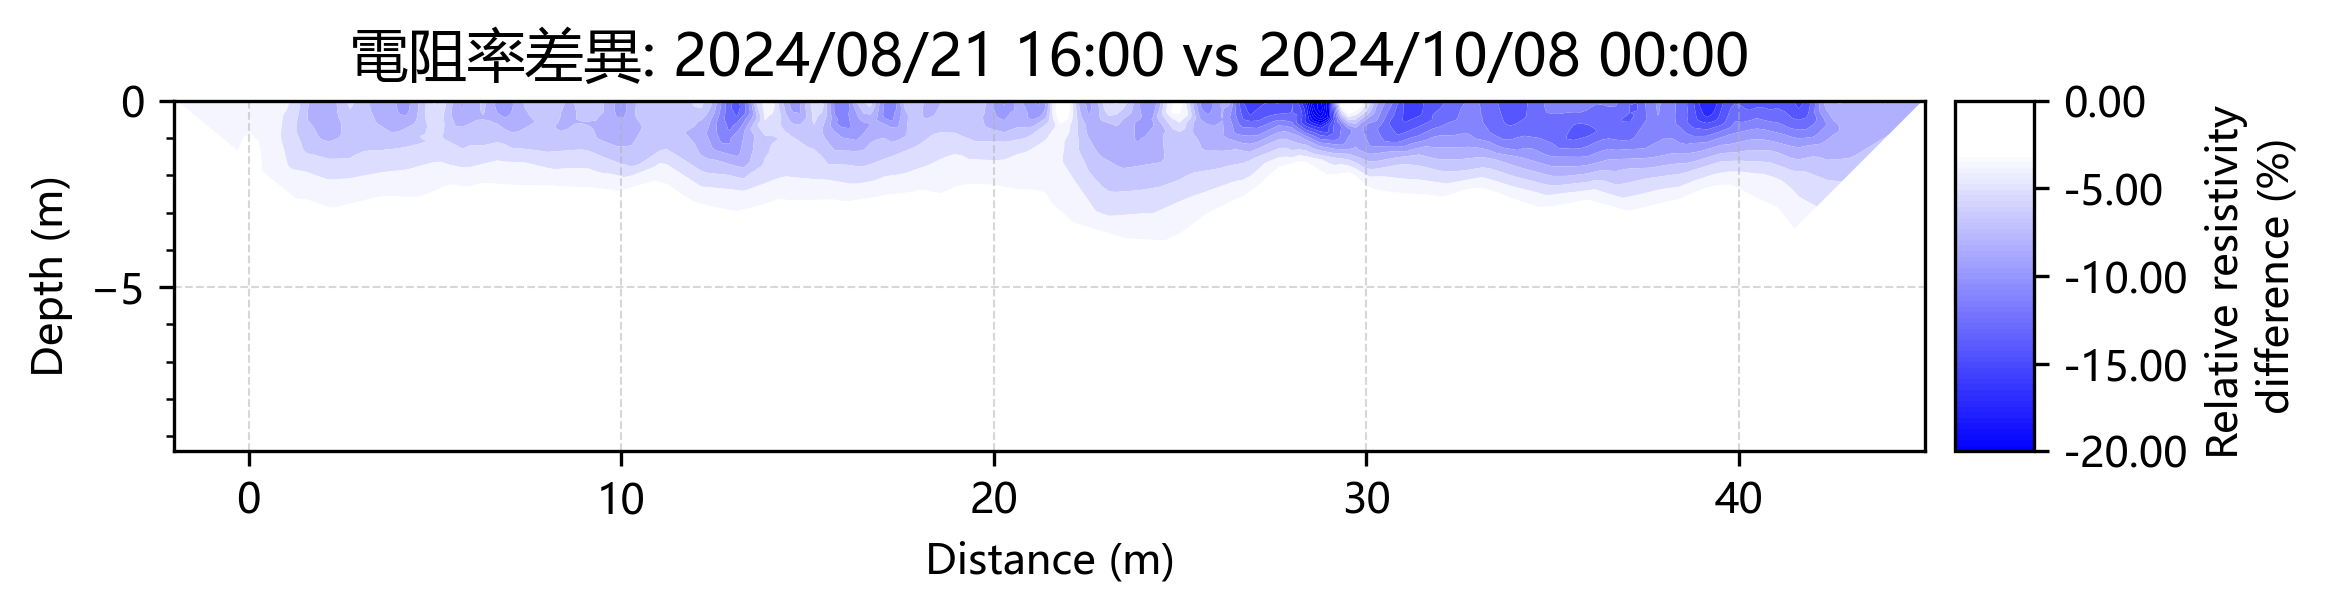 電阻率差異: 2024/08/21 16:00 vs 2024/10/08 00:00
0
−5
Depth (m)
0
10
20
30
40
Distance (m)
0.00
-5.00
-10.00
-15.00
-20.00
Relative resistivity
difference (%)